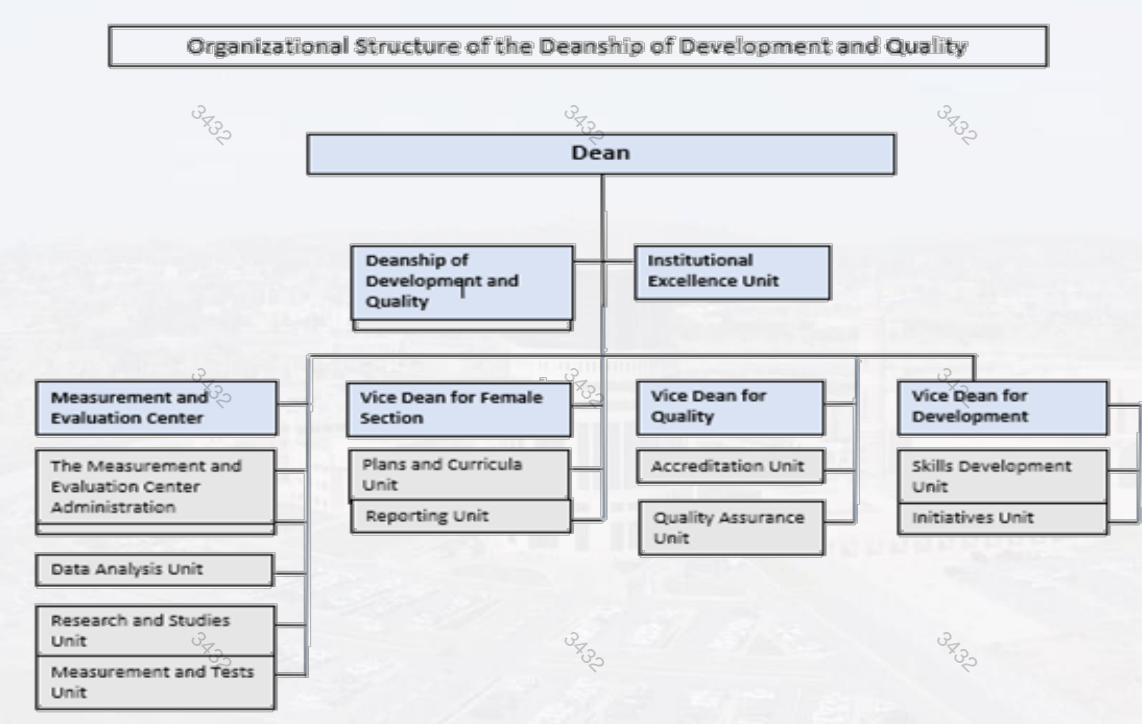 Organizational Structure of the Deanship of Development and Quality
3432 3432 3432
Dean
Deanship of
Development and
Quality
Institutional
Excellence Unit
3432 3432 3432
Measurement and
Evaluation Center
The Measurement and
Evaluation Center
Administration
Data Analysis Unit
Research and Studies
Unit
Measurement and Tests
Unit
Vice Dean for Female
Section
Plans and Curricula
Unit
Reporting Unit
Vice Dean for
Quality
Accreditation Unit
Quality Assurance
Unit
Vice Dean for
Development
Skills Development
Unit
Initiatives Unit
3432 3432 3432